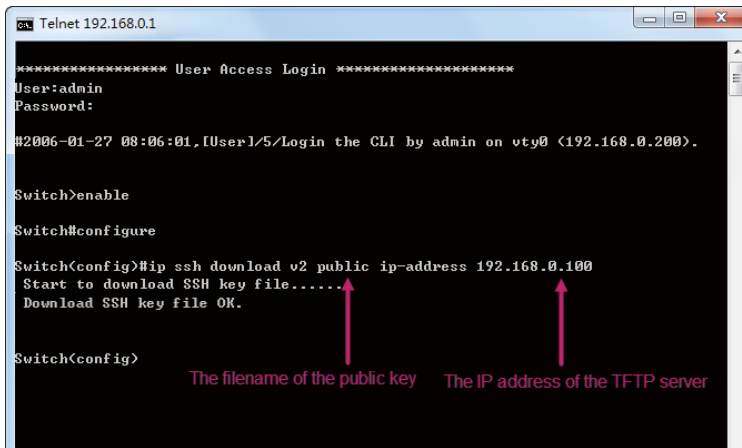 Telnet 192.168.0.1
***************** User Access Login ********************
User:admin
Password:
#2006-01-27 08:06:01,[User]/5/Login the CLI by admin on vty0 (192.168.0.200).
Switch>enable
Switch#configure
Switch(config)#ip ssh download v2 public ip-address 192.168.0.100
Start to download SSH key file......
Download SSH key file OK.
Switch(config)
The filename of the public key
The IP address of the TFTP server